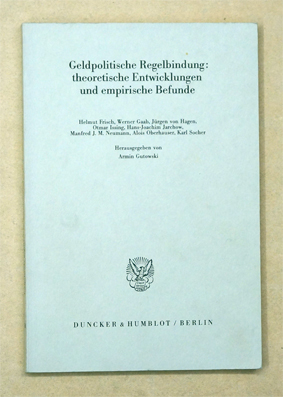 Geldpolitische Regelbindung:
theoretische Entwicklungen
und empirische Befunde
Helmut Frisch, Werner Gaab, Jürgen von Hagen,
Otmar Issing, Hans-Joachim Jarchow,
Manfred J. M. Neumann, Alois Oberhauser, Karl Socher
Herausgegeben von
Armin Gutowski
DUNCKER & HUMBLOT / BERLIN